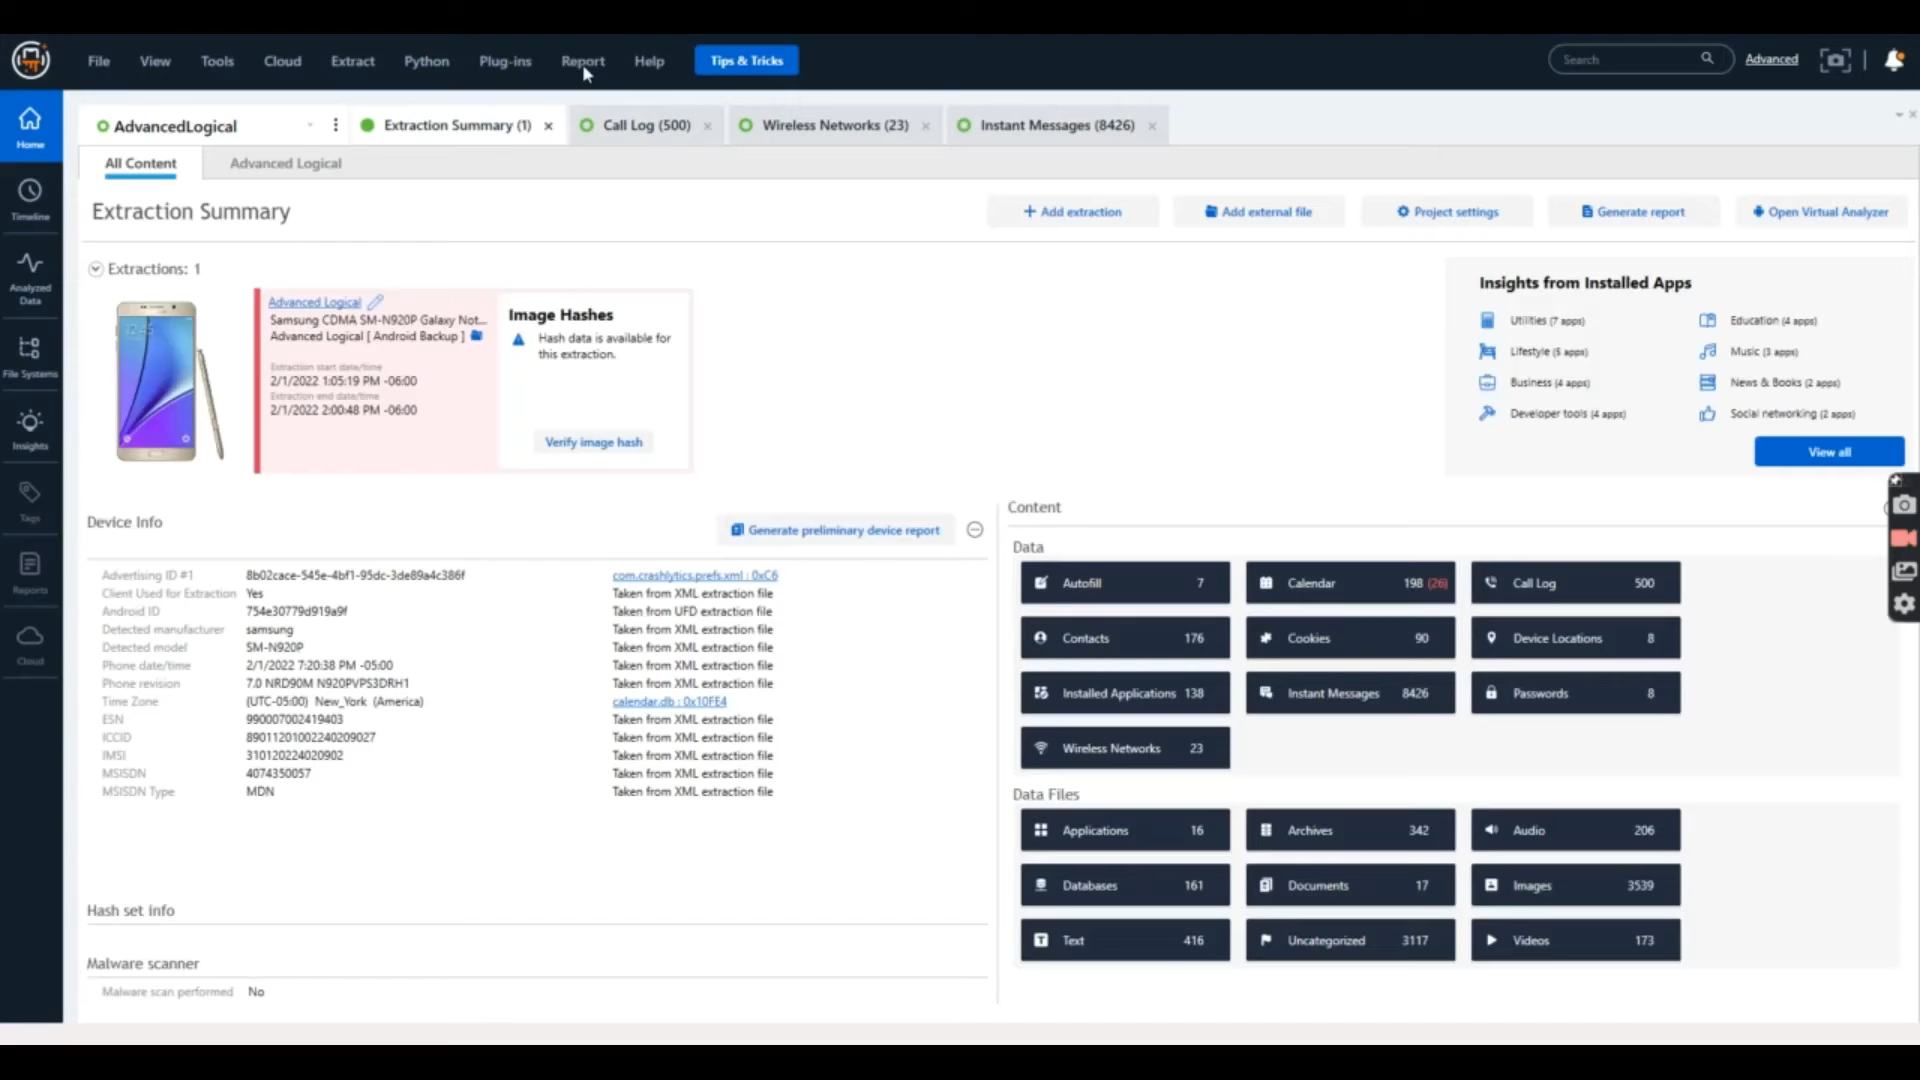 File View Tools Cloud Extract Python Plug-ins Report Help Tips & Tricks Search Advanced
Home
Timeline
Analyzed
Data
File Systems
Insights
Tags
Reports
Cloud
AdvancedLogical Extraction Summary (1) Call Log (500) Wireless Networks (23) Instant Messages (8426)
All Content Advanced Logical
Extraction Summary Add extraction Add external file Project settings Generate report Open Virtual Analyzer
Extractions: 1
12:45
Advanced Logical
Samsung CDMA SM-N920P Galaxy Not...
Advanced Logical [ Android Backup ]
Extraction start date/time
2/1/2022 1:05:19 PM -06:00
Extraction end date/time
2/1/2022 2:00:48 PM -06:00
Image Hashes
Hash data is available for
this extraction.
Verify image hash
Insights from Installed Apps
Utilities (7 apps) Education (4 apps)
Lifestyle (5 apps) Music (3 apps)
Business (4 apps) News & Books (2 apps)
Developer tools (4 apps) Social networking (2 apps)
View all
Device Info Generate preliminary device report
Advertising ID #1 8b02cace-545e-4bf1-95dc-3de89a4c386f com.crashlytics.prefs.xml : 0xC6
Client Used for Extraction Yes Taken from XML extraction file
Android ID 754e30779d919a9f Taken from UFD extraction file
Detected manufacturer samsung Taken from XML extraction file
Detected model SM-N920P Taken from XML extraction file
Phone date/time 2/1/2022 7:20:38 PM -05:00 Taken from XML extraction file
Phone revision 7.0 NRD90M N920PVPS3DRH1 Taken from XML extraction file
Time Zone (UTC-05:00) New_York (America) calendar.db : 0x10FE4
ESN 990007002419403 Taken from XML extraction file
ICCID 89011201002240209027 Taken from XML extraction file
IMSI 310120224020902 Taken from XML extraction file
MSISDN 4074350057 Taken from XML extraction file
MSISDN Type MDN Taken from XML extraction file
Hash set info
Malware scanner
Malware scan performed No
Content
Data
Autofill 7 Calendar 198 (26) Call Log 500
Contacts 176 Cookies 90 Device Locations 8
Installed Applications 138 Instant Messages 8426 Passwords 8
Wireless Networks 23
Data Files
Applications 16 Archives 342 Audio 206
Databases 161 Documents 17 Images 3539
Text 416 Uncategorized 3117 Videos 173